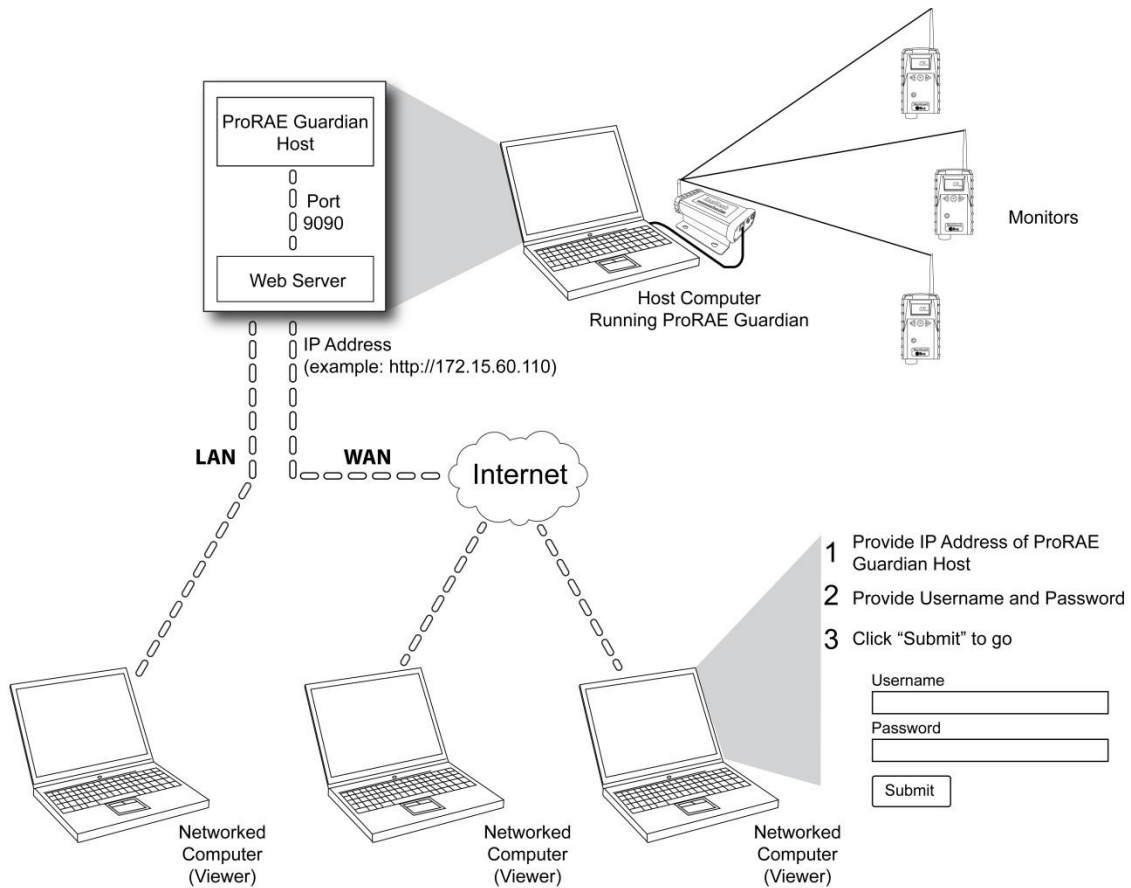 ProRAE Guardian
Host
Port
9090
Web Server
Host Computer
Running ProRAE Guardian
Monitors
IP Address
(example: http://172.15.60.110)
LAN
WAN
Internet
1 Provide IP Address of ProRAE
Guardian Host
2 Provide Username and Password
3 Click “Submit” to go
Username
Password
Submit
Networked
Computer
(Viewer)
Networked
Computer
(Viewer)
Networked
Computer
(Viewer)